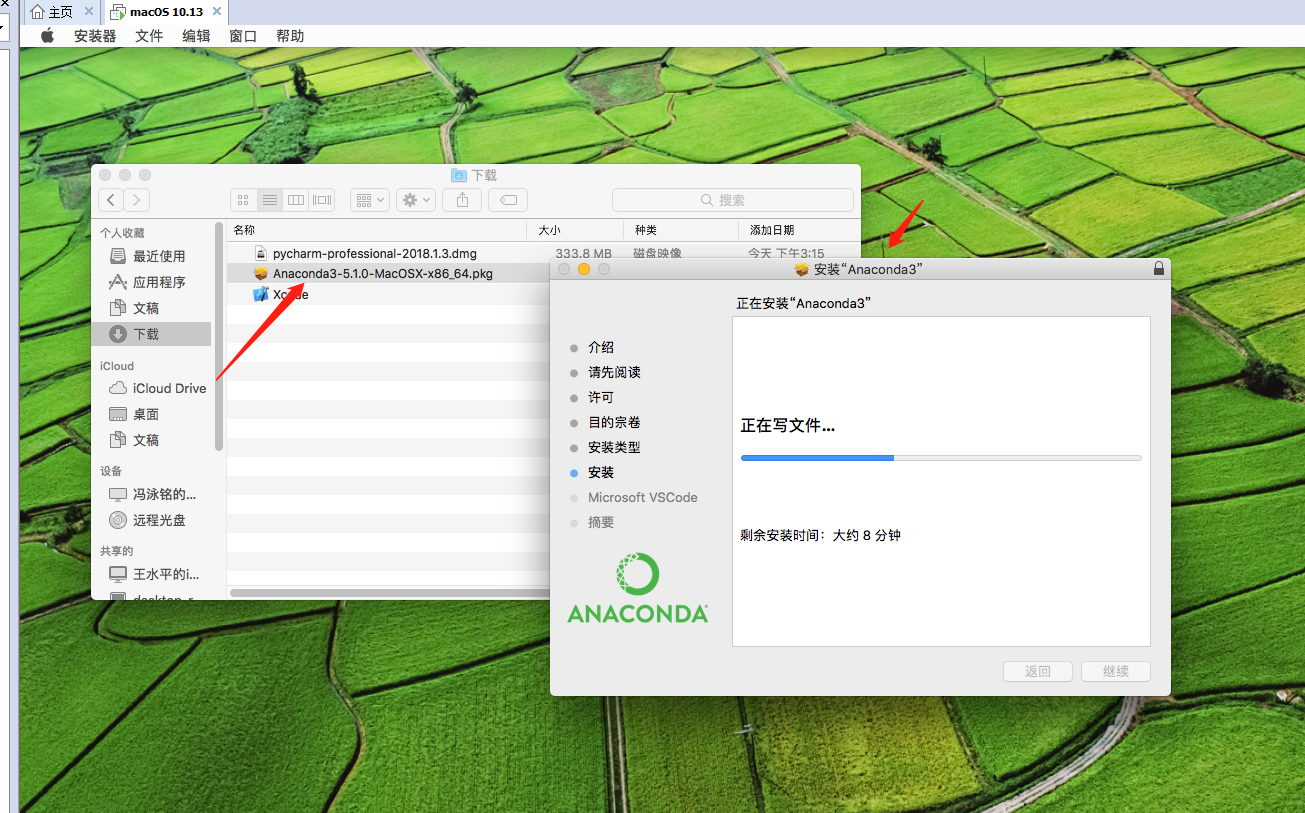 主页
macOS 10.13
安装器 文件 编辑 窗口 帮助
下载
搜索
个人收藏
最近使用
应用程序
文稿
下载
iCloud
iCloud Drive
桌面
文稿
设备
冯泳铭的...
远程光盘
共享的
王水平的i...
名称 大小 种类 添加日期
pycharm-professional-2018.1.3.dmg 333.8 MB 磁盘映像 今天 下午3:15
Anaconda3-5.1.0-MacOSX-x86_64.pkg
安装“Anaconda3”
正在安装“Anaconda3”
介绍
请先阅读
许可
目的宗卷
安装类型
安装
Microsoft VSCode
摘要
ANACONDA
正在写文件...
剩余安装时间：大约 8 分钟
返回 继续